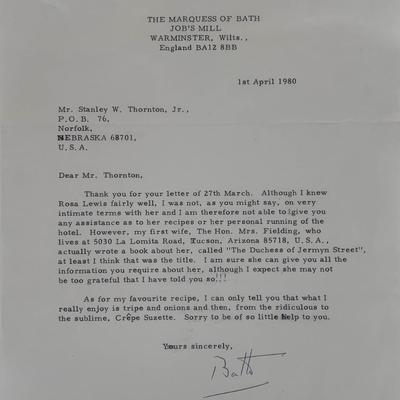 THE MARQUESS OF BATH
JOB'S MILL
WARMINSTER, Wilts.,
England BA12 8BB
1st April 1980
Mr. Stanley W. Thornton, Jr.,
P.O.B. 76,
Norfolk,
NEBRASKA 68701,
U.S.A.
Dear Mr. Thornton,
Thank you for your letter of 27th March. Although I knew
Rosa Lewis fairly well, I was not, as you might say, on very
intimate terms with her and I am therefore not able to give you
any assistance as to her recipes or her personal running of the
hotel. However, my first wife, The Hon. Mrs. Fielding, who
lives at 5030 La Lomita Road, Tucson, Arizona 85718, U.S.A.,
actually wrote a book about her, called "The Duchess of Jermyn Street",
at least I think that was the title. I am sure she can give you all the
information you require about her, although I expect she may not
be too grateful that I have told you so!!!
As for my favourite recipe, I can only tell you that what I
really enjoy is tripe and onions and then, from the ridiculous to
the sublime, Crêpe Suzette. Sorry to be of so little help to you.
Yours sincerely,
Bath